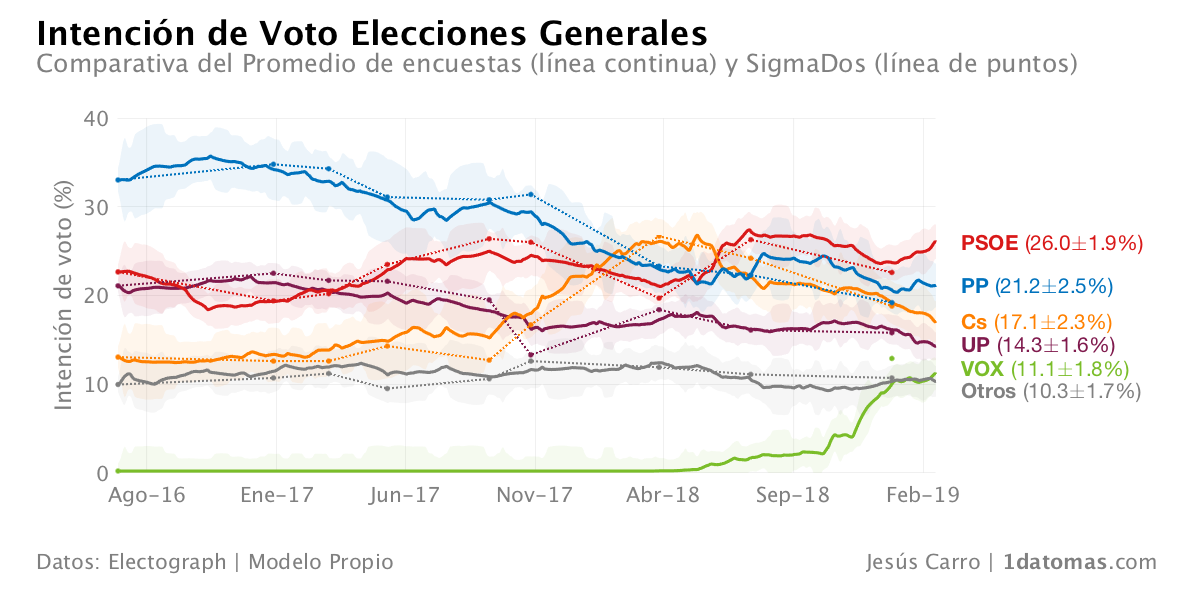 Intención de Voto Elecciones Generales
Comparativa del Promedio de encuestas (línea continua) y SigmaDos (línea de puntos)
Intención de voto (%)
40
30
20
10
0
Ago-16 Ene-17 Jun-17 Nov-17 Abr-18 Sep-18 Feb-19
PSOE (26.0±1.9%)
PP (21.2±2.5%)
Cs (17.1±2.3%)
UP (14.3±1.6%)
VOX (11.1±1.8%)
Otros (10.3±1.7%)
Datos: Electograph | Modelo Propio
Jesús Carro | 1datomas.com